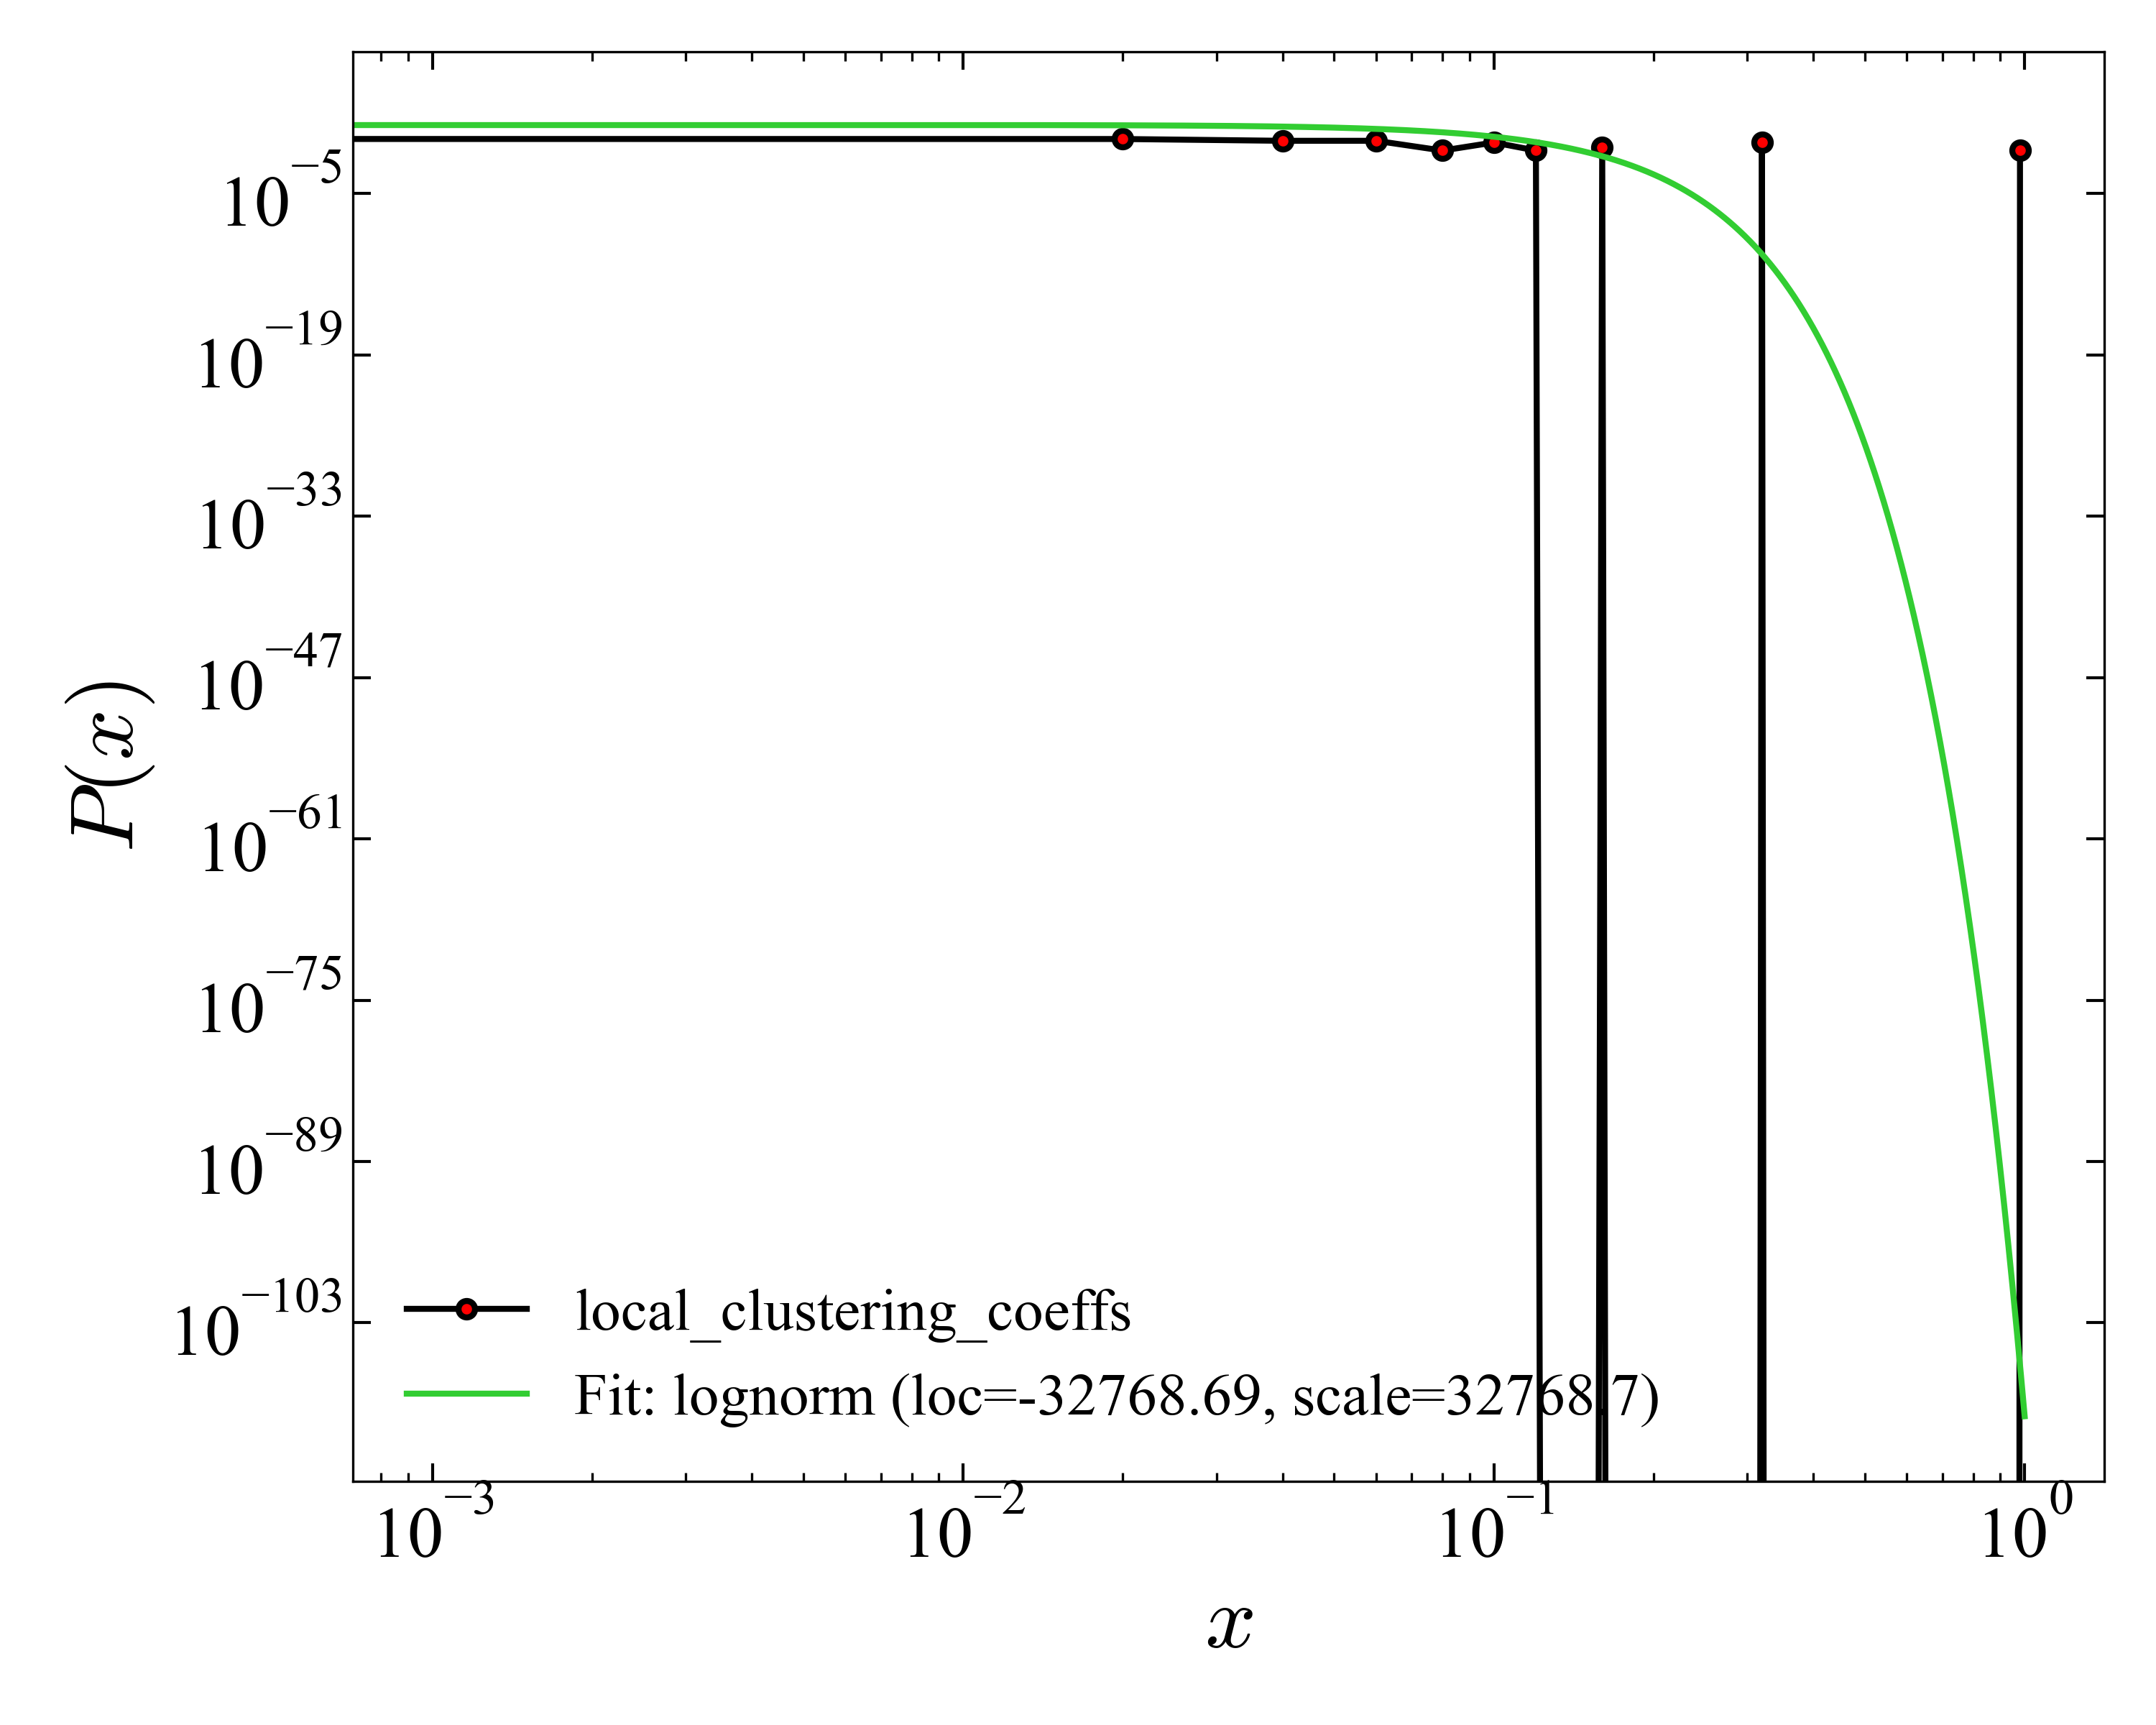 P(x)
10^−5
10^−19
10^−33
10^−47
10^−61
10^−75
10^−89
10^−103
local_clustering_coeffs
Fit: lognorm (loc=-32768.69, scale=32768.7)
10^−3 10^−2 10^−1 10^0
x